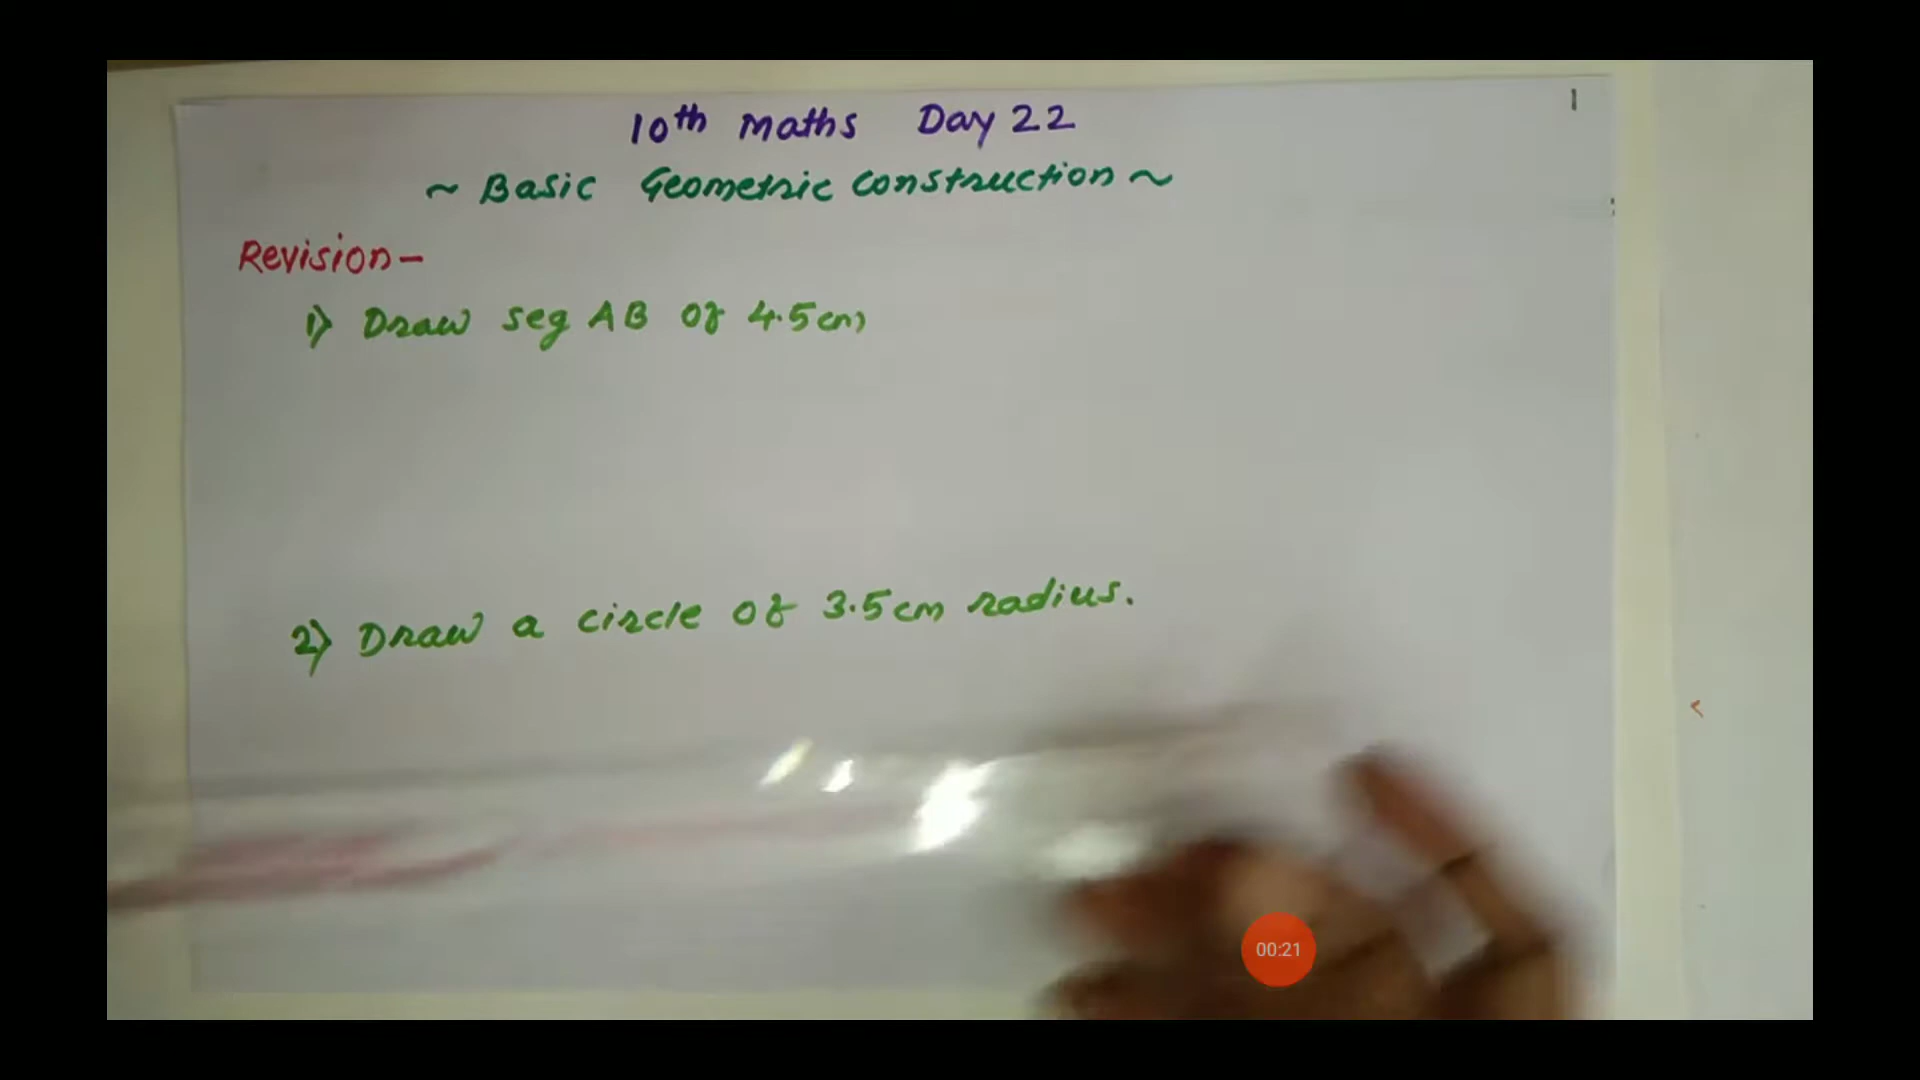 1
10th Maths Day 22
~ Basic Geometric construction ~
Revision-
1) Draw seg AB of 4.5cm
2) Draw a circle of 3.5cm radius.
00:21